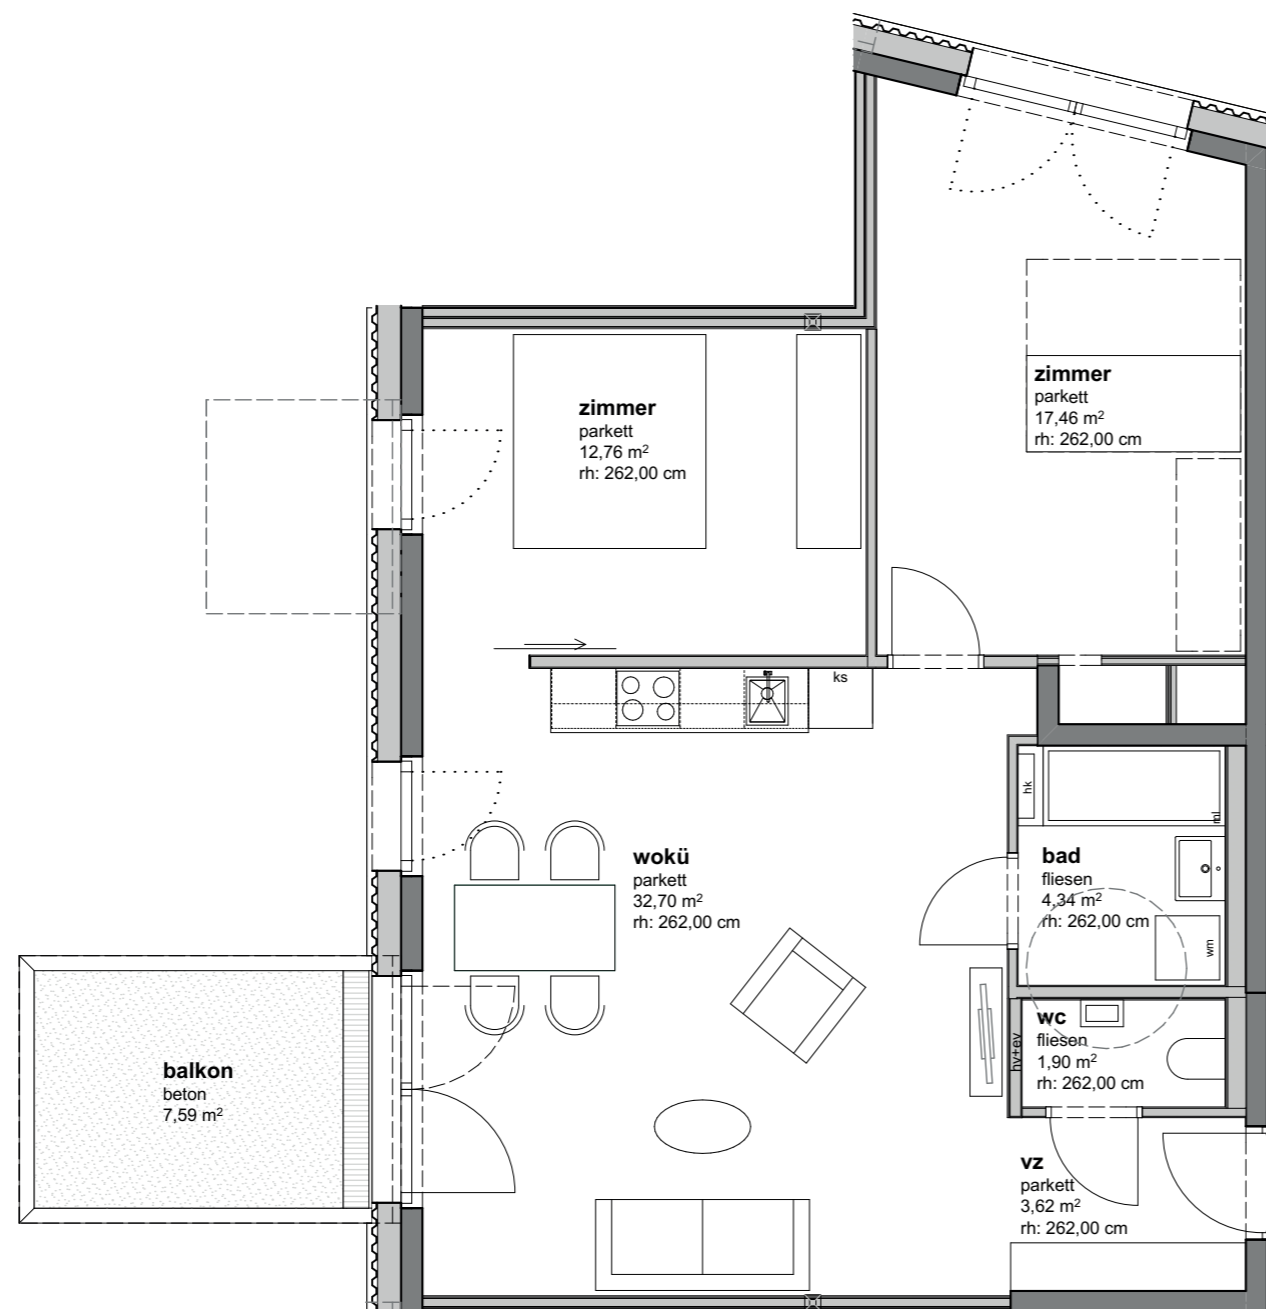 zimmer
parkett
12,76 m²
rh: 262,00 cm
zimmer
parkett
17,46 m²
rh: 262,00 cm
ks
wokü
parkett
32,70 m²
rh: 262,00 cm
hk
bad
fliesen
4,34 m²
rh: 262,00 cm
wm
wc
fliesen
1,90 m²
rh: 262,00 cm
hv+ev
balkon
beton
7,59 m²
vz
parkett
3,62 m²
rh: 262,00 cm